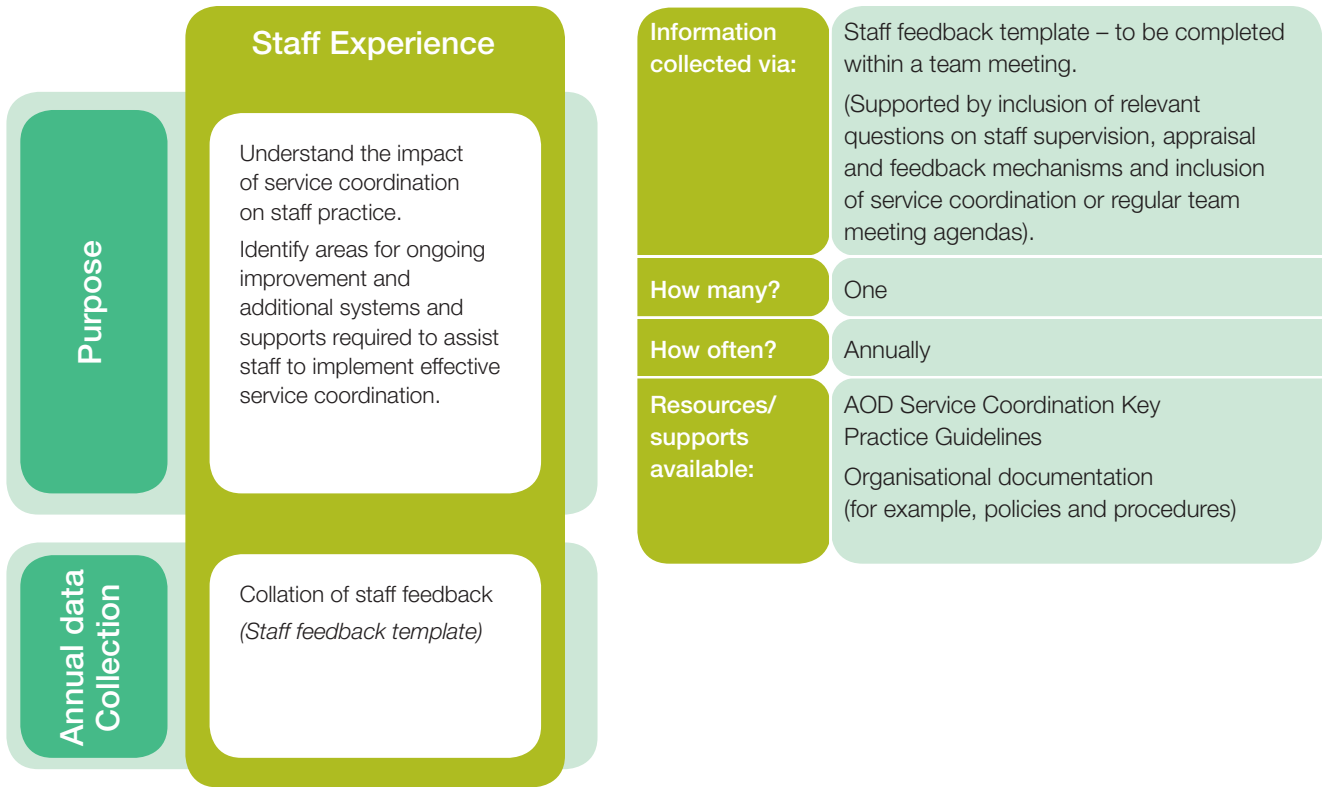 Staff Experience
Purpose
Understand the impact
of service coordination
on staff practice.
Identify areas for ongoing
improvement and
additional systems and
supports required to assist
staff to implement effective
service coordination.
Annual data
Collection
Collation of staff feedback
(Staff feedback template)
Information
collected via:
Staff feedback template – to be completed
within a team meeting.
(Supported by inclusion of relevant
questions on staff supervision, appraisal
and feedback mechanisms and inclusion
of service coordination or regular team
meeting agendas).
How many?
One
How often?
Annually
Resources/
supports
available:
AOD Service Coordination Key
Practice Guidelines
Organisational documentation
(for example, policies and procedures)